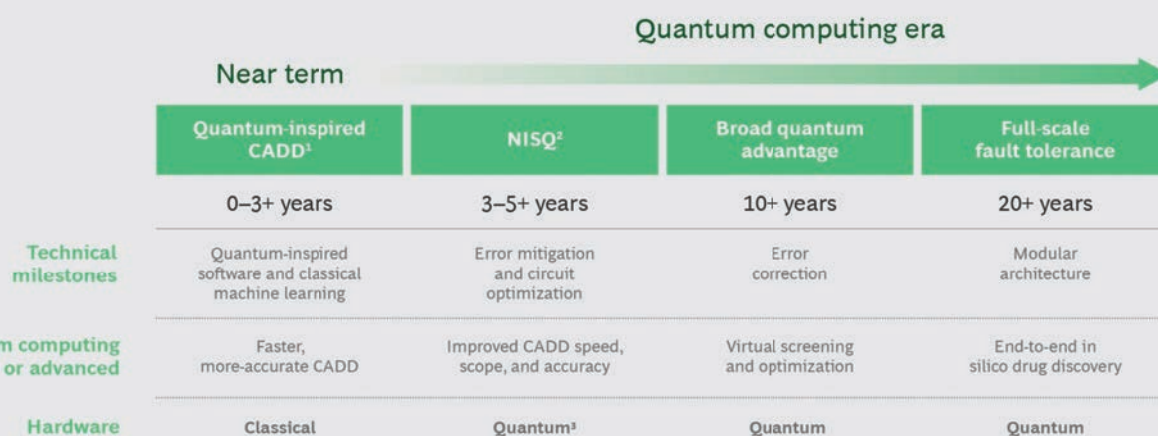 Quantum computing era
Near term
Quantum-inspired
CADD¹
NISQ²
Broad quantum
advantage
Full-scale
fault tolerance
0–3+ years
3–5+ years
10+ years
20+ years
Technical
milestones
Quantum-inspired
software and classical
machine learning
Error mitigation
and circuit
optimization
Error
correction
Modular
architecture
computing
or advanced
Faster,
more-accurate CADD
Improved CADD speed,
scope, and accuracy
Virtual screening
and optimization
End-to-end in
silico drug discovery
Hardware
Classical
Quantum³
Quantum
Quantum